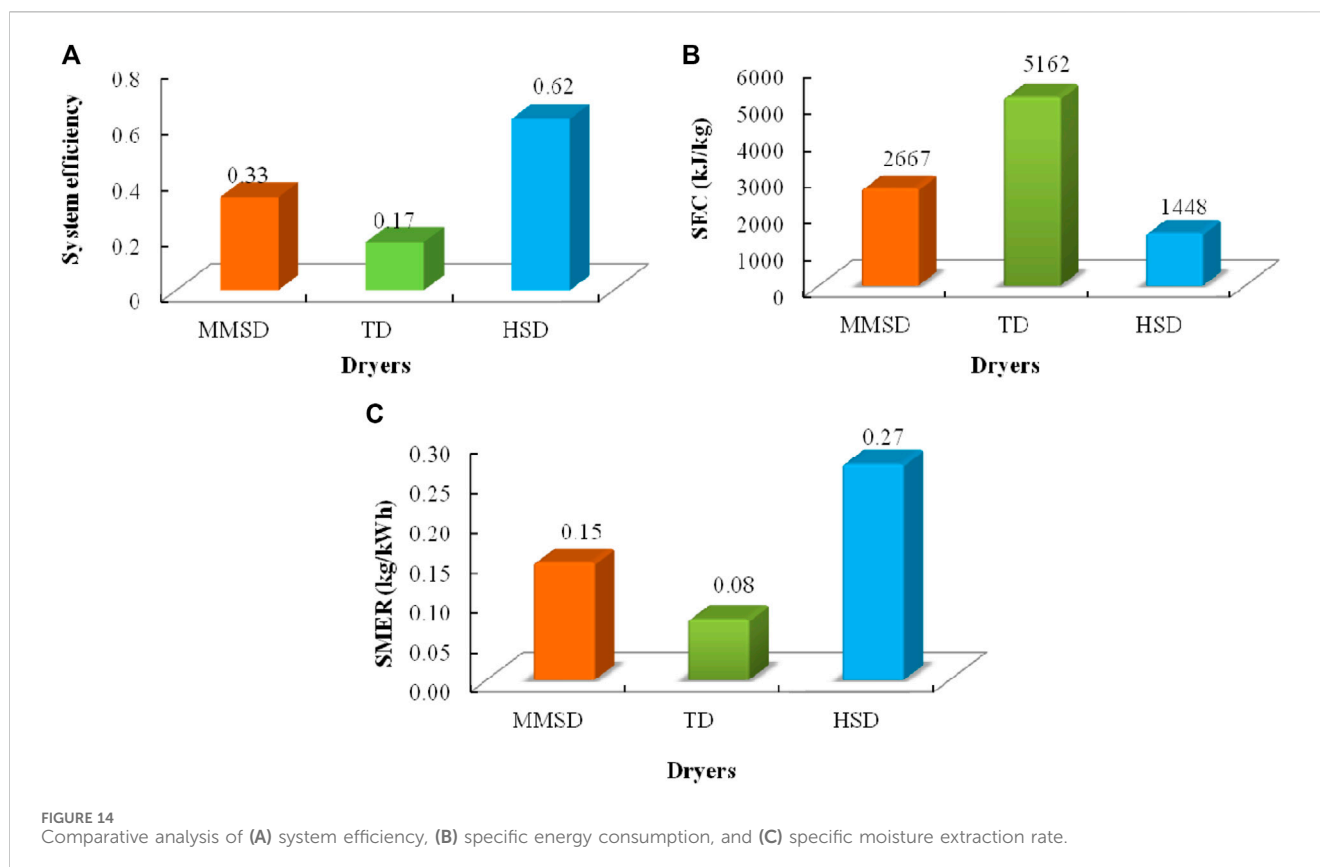 A
System efficiency
0.8
0.6
0.4
0.2
0
0.33
0.17
0.62
MMSD TD HSD
Dryers
B
SEC (kJ/kg)
6000
5000
4000
3000
2000
1000
0
2667
5162
1448
MMSD TD HSD
Dryers
C
SMER (kg/kWh)
0.30
0.25
0.20
0.15
0.10
0.05
0.00
0.15
0.08
0.27
MMSD TD HSD
Dryers
FIGURE 14
Comparative analysis of (A) system efficiency, (B) specific energy consumption, and (C) specific moisture extraction rate.